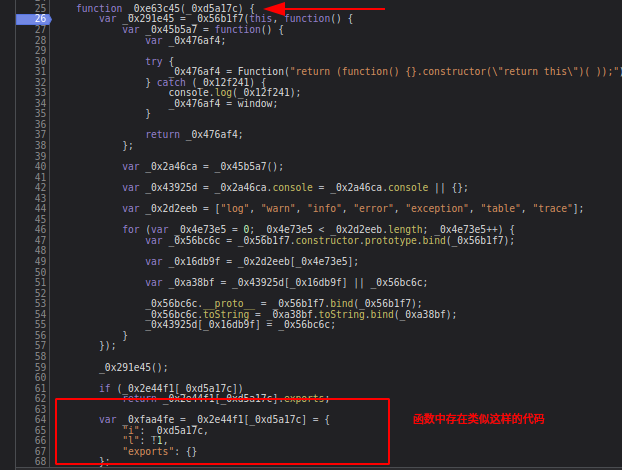 25 function _0xe63c45(_0xd5a17c) {
26 var _0x291e45 = _0x56b1f7(this, function() {
27 var _0x45b5a7 = function() {
28 var _0x476af4;
29
30 try {
31 _0x476af4 = Function("return (function() {}.constructor(\"return this\")( ));")
32 } catch (_0x12f241) {
33 console.log(_0x12f241);
34 _0x476af4 = window;
35 }
36
37 return _0x476af4;
38 };
39
40 var _0x2a46ca = _0x45b5a7();
41
42 var _0x43925d = _0x2a46ca.console = _0x2a46ca.console || {};
43
44 var _0x2d2eeb = ["log", "warn", "info", "error", "exception", "table", "trace"];
45
46 for (var _0x4e73e5 = 0; _0x4e73e5 < _0x2d2eeb.length; _0x4e73e5++) {
47 var _0x56bc6c = _0x56b1f7.constructor.prototype.bind(_0x56b1f7);
48
49 var _0x16db9f = _0x2d2eeb[_0x4e73e5];
50
51 var _0xa38bf = _0x43925d[_0x16db9f] || _0x56bc6c;
52
53 _0x56bc6c.__proto__ = _0x56b1f7.bind(_0x56b1f7);
54 _0x56bc6c.toString = _0xa38bf.toString.bind(_0xa38bf);
55 _0x43925d[_0x16db9f] = _0x56bc6c;
56 }
57 });
58
59 _0x291e45();
60
61 if (_0x2e44f1[_0xd5a17c])
62 return _0x2e44f1[_0xd5a17c].exports;
63
64 var _0xfaa4fe = _0x2e44f1[_0xd5a17c] = { 函数中存在类似这样的代码
65 "i": _0xd5a17c,
66 "l": !1,
67 "exports": {}
68 };